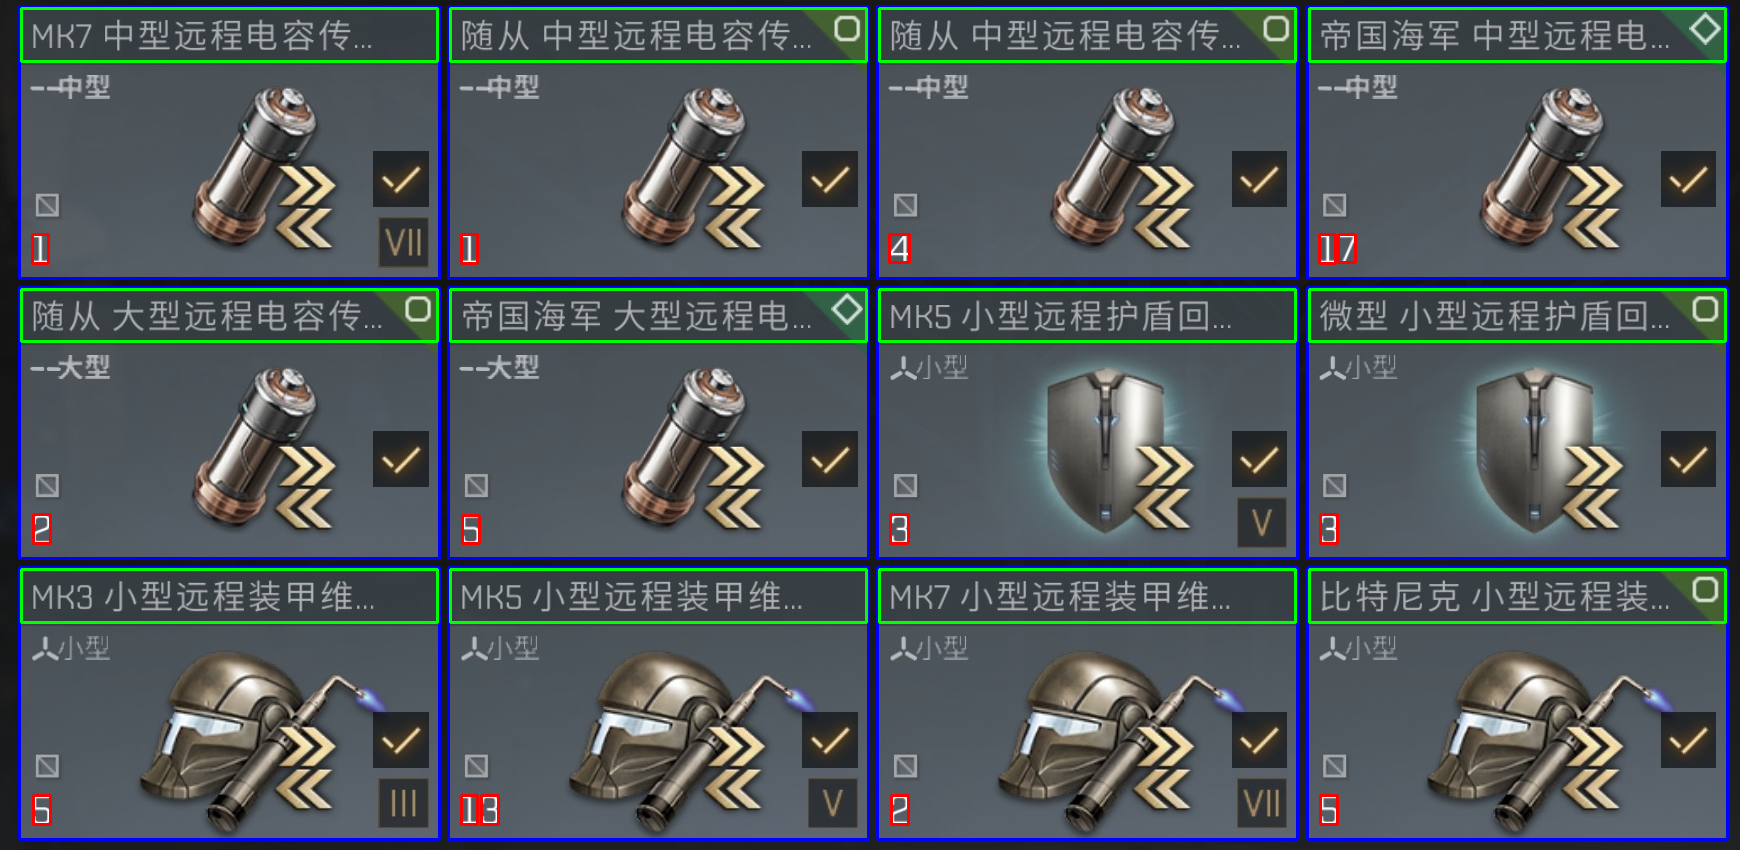 MK7 中型远程电容传...
中型
1
VII
随从 中型远程电容传...
中型
1
随从 中型远程电容传...
中型
4
帝国海军 中型远程电...
中型
17
随从 大型远程电容传...
大型
2
帝国海军 大型远程电...
大型
5
MK5 小型远程护盾回...
小型
3
V
微型 小型远程护盾回...
小型
3
MK3 小型远程装甲维...
小型
5
III
MK5 小型远程装甲维...
小型
13
V
MK7 小型远程装甲维...
小型
2
VII
比特尼克 小型远程装...
小型
5